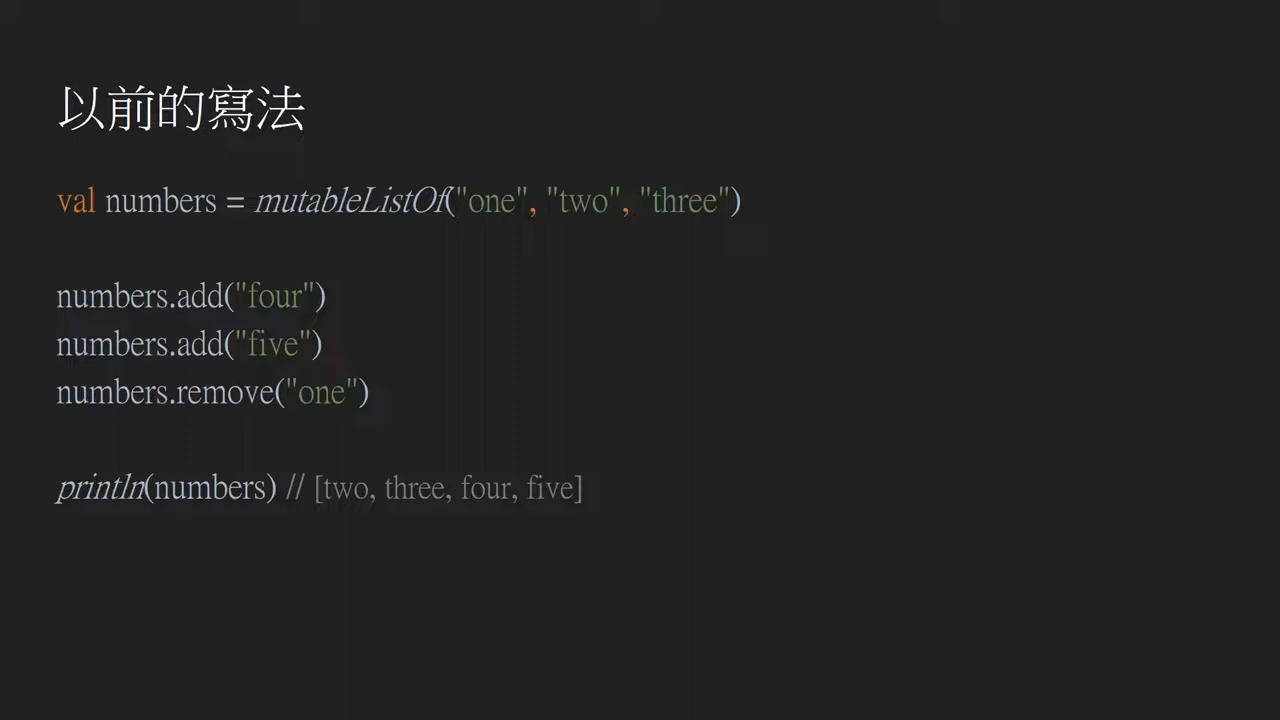 以前的寫法
val numbers = mutableListOf("one", "two", "three")
numbers.add("four")
numbers.add("five")
numbers.remove("one")
println(numbers) // [two, three, four, five]